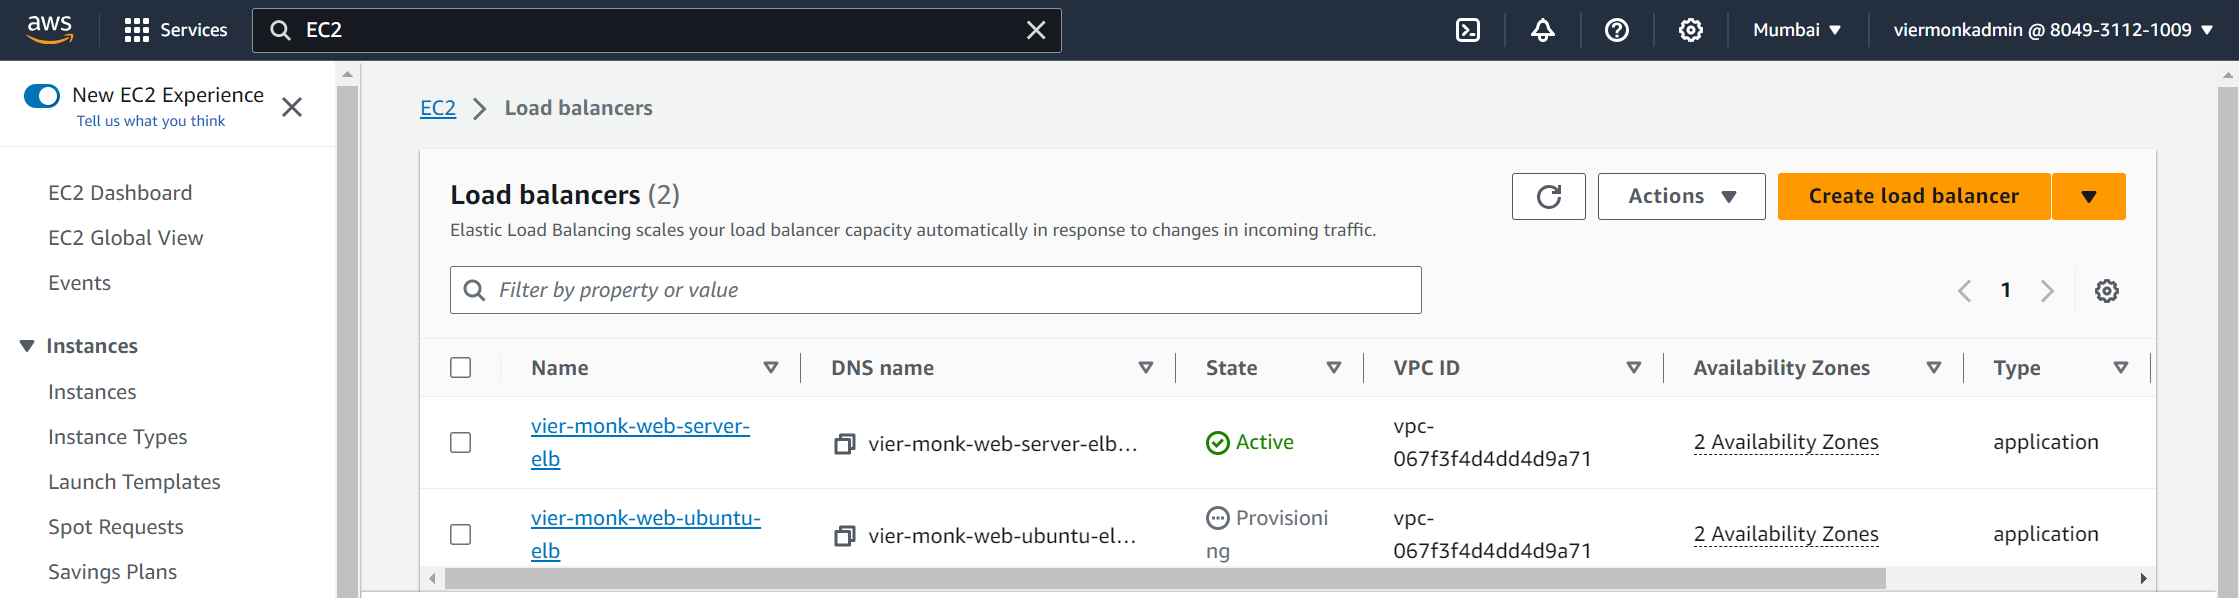 aws
Services
EC2
Mumbai
viermonkadmin @ 8049-3112-1009
New EC2 Experience
Tell us what you think
EC2 Dashboard
EC2 Global View
Events
Instances
Instances
Instance Types
Launch Templates
Spot Requests
Savings Plans
EC2 Load balancers
Load balancers (2)
Elastic Load Balancing scales your load balancer capacity automatically in response to changes in incoming traffic.
Actions
Create load balancer
Filter by property or value
1
Name DNS name State VPC ID Availability Zones Type
vier-monk-web-server-
elb
vier-monk-web-server-elb...
Active
vpc-
067f3f4d4dd4d9a71
2 Availability Zones
application
vier-monk-web-ubuntu-
elb
vier-monk-web-ubuntu-el...
Provisioni
ng
vpc-
067f3f4d4dd4d9a71
2 Availability Zones
application